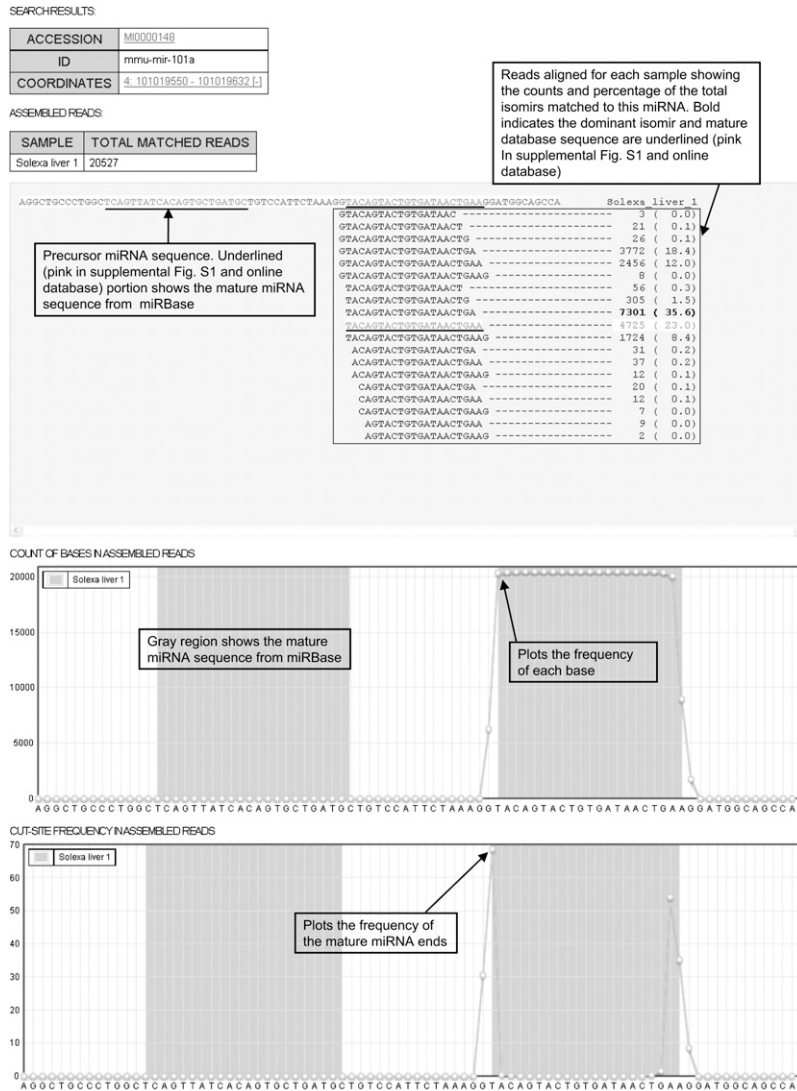 SEARCH RESULTS:
ACCESSION MI0000148
ID mmu-mir-101a
COORDINATES 4: 101019550 - 101019632 [-]
ASSEMBLED READS:
SAMPLE TOTAL MATCHED READS
Solexa liver 1 20527
Reads aligned for each sample showing
the counts and percentage of the total
isomirs matched to this miRNA. Bold
indicates the dominant isomir and mature
database sequence are underlined (pink
In supplemental Fig. S1 and online
database)
AGGCTGCCCTGGCTCAGTTATCACAGTGCTGATGCTGTCCATTCTAAAGGTACAGTACTGTGATAACTGAAGGATGGCAGCCA Solexa_liver_1
GTACAGTACTGTGATAAC 3 ( 0.0)
GTACAGTACTGTGATAACT 21 ( 0.1)
GTACAGTACTGTGATAACTG 26 ( 0.1)
GTACAGTACTGTGATAACTGA 3772 ( 18.4)
GTACAGTACTGTGATAACTGAA 2456 ( 12.0)
GTACAGTACTGTGATAACTGAAG 8 ( 0.0)
TACAGTACTGTGATAACT 56 ( 0.3)
TACAGTACTGTGATAACTG 305 ( 1.5)
TACAGTACTGTGATAACTGA 7301 ( 35.6)
TACAGTACTGTGATAACTGAA 4725 ( 23.0)
TACAGTACTGTGATAACTGAAG 1724 ( 8.4)
ACAGTACTGTGATAACTGA 31 ( 0.2)
ACAGTACTGTGATAACTGAA 37 ( 0.2)
ACAGTACTGTGATAACTGAAG 12 ( 0.1)
CAGTACTGTGATAACTGA 20 ( 0.1)
CAGTACTGTGATAACTGAA 12 ( 0.1)
CAGTACTGTGATAACTGAAG 7 ( 0.0)
AGTACTGTGATAACTGAA 9 ( 0.0)
AGTACTGTGATAACTGAAG 2 ( 0.0)
Precursor miRNA sequence. Underlined
(pink in supplemental Fig. S1 and online
database) portion shows the mature miRNA
sequence from miRBase
COUNT OF BASES IN ASSEMBLED READS
20000
Solexa liver 1
15000
Gray region shows the mature
miRNA sequence from miRBase
Plots the frequency
of each base
10000
5000
0
A G G C T G C C C T G G C T C A G T T A T C A C A G T G C T G A T G C T G T C C A T T C T A A A G G T A C A G T A C T G T G A T A A C T G A A G G A T G G C A G C C A
CUT-SITE FREQUENCY IN ASSEMBLED READS
70
Solexa liver 1
60
50
Plots the frequency of
the mature miRNA ends
40
30
20
10
0
A G G C T G C C C T G G C T C A G T T A T C A C A G T G C T G A T G C T G T C C A T T C T A A A G G T A C A G T A C T G T G A T A A C T G A A G G A T G G C A G C C A